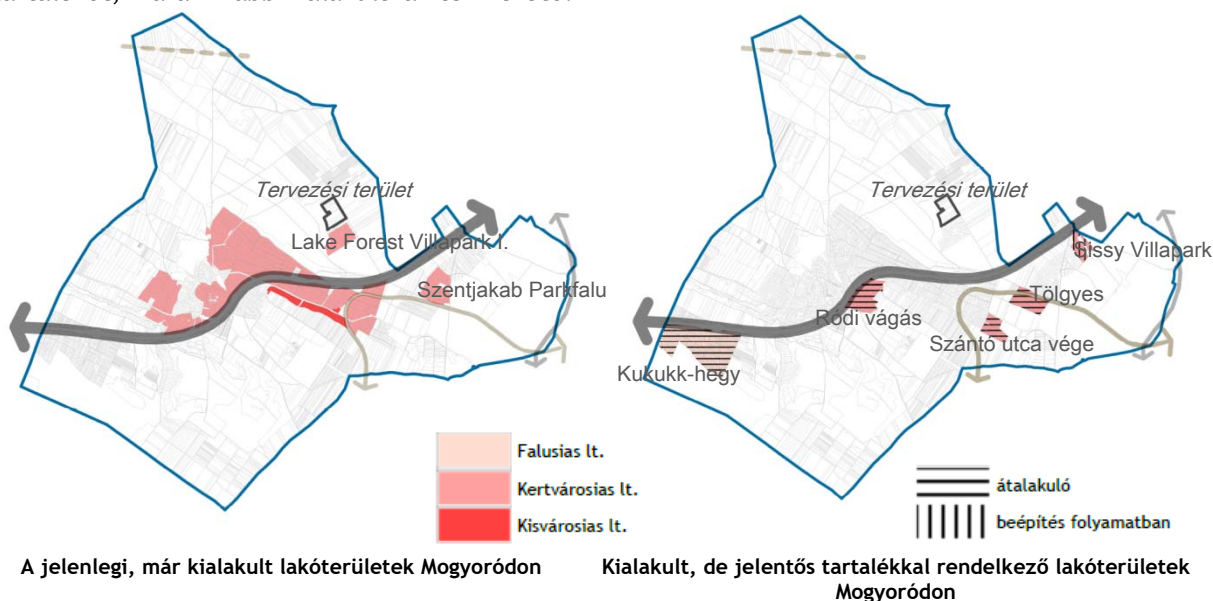 Tervezési terület
Lake Forest Villapark I.
Szentjakab Parkfalu
Falusias lt.
Kertvárosias lt.
Kisvárosias lt.
A jelenlegi, már kialakult lakóterületek Mogyoródon
Tervezési terület
Sissy Villapark
Tölgyes
Ródi vágás
Szántó utca vége
Kukukk-hegy
átalakuló
beépítés folyamatban
Kialakult, de jelentős tartalékkal rendelkező lakóterületek
Mogyoródon